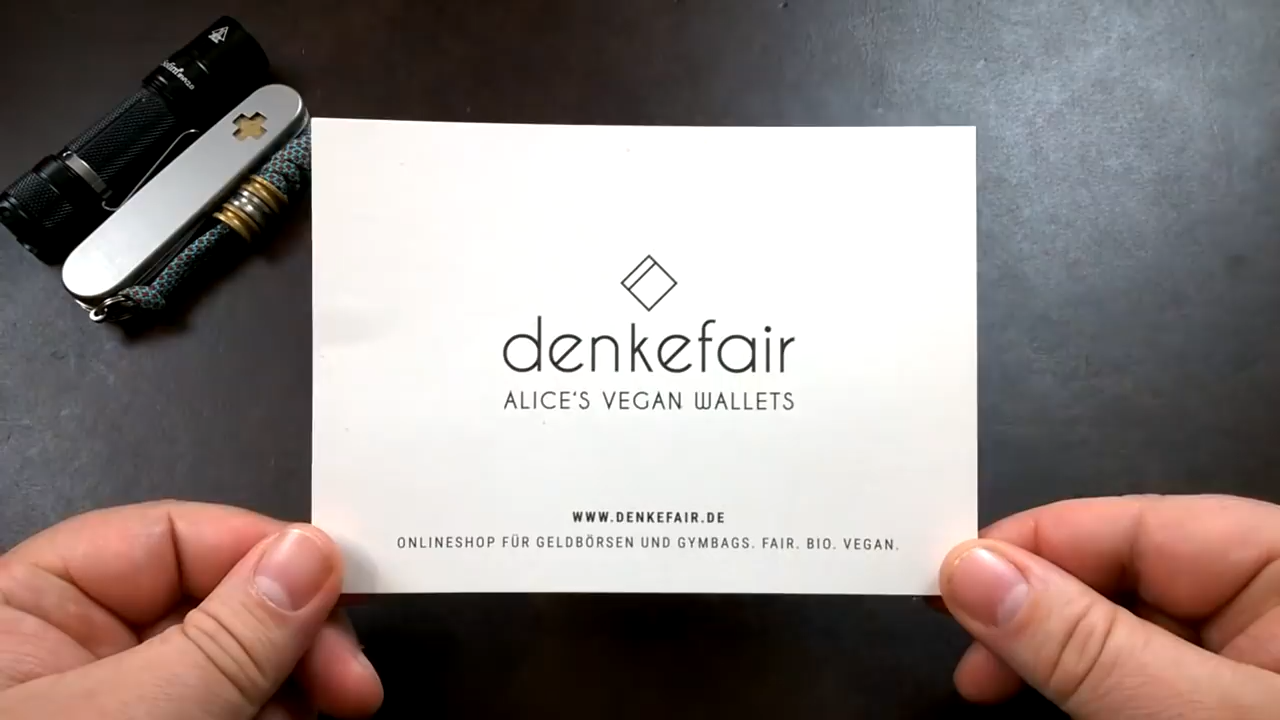 denkefair
ALICE'S VEGAN WALLETS
WWW.DENKEFAIR.DE
ONLINESHOP FÜR GELDBÖRSEN UND GYMBAGS. FAIR. BIO. VEGAN.